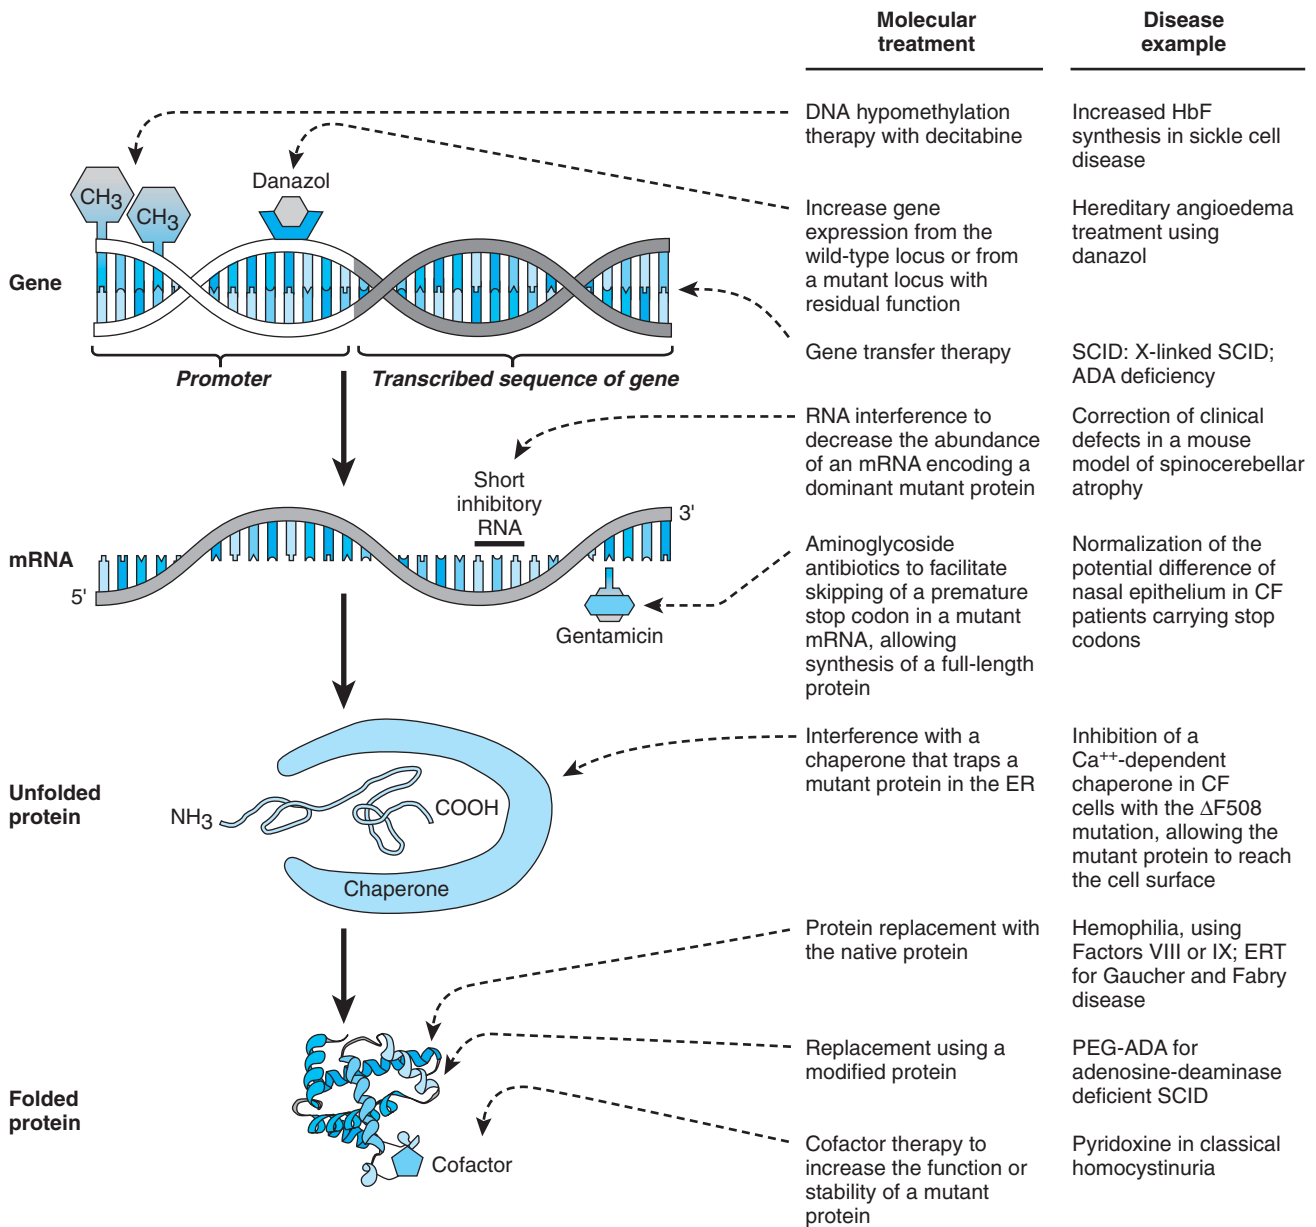 Molecular
treatment
Disease
example
DNA hypomethylation
therapy with decitabine
Increased HbF
synthesis in sickle cell
disease
CH3
CH3
Danazol
Increase gene
expression from the
wild-type locus or from
a mutant locus with
residual function
Hereditary angioedema
treatment using
danazol
Gene
Promoter
Transcribed sequence of gene
Gene transfer therapy
SCID: X-linked SCID;
ADA deficiency
RNA interference to
decrease the abundance
of an mRNA encoding a
dominant mutant protein
Correction of clinical
defects in a mouse
model of spinocerebellar
atrophy
Short
inhibitory
RNA
3'
mRNA
5'
Gentamicin
Aminoglycoside
antibiotics to facilitate
skipping of a premature
stop codon in a mutant
mRNA, allowing
synthesis of a full-length
protein
Normalization of the
potential difference of
nasal epithelium in CF
patients carrying stop
codons
Interference with a
chaperone that traps a
mutant protein in the ER
Inhibition of a
Ca++-dependent
chaperone in CF
cells with the ΔF508
mutation, allowing the
mutant protein to reach
the cell surface
Unfolded
protein
NH3
COOH
Chaperone
Protein replacement with
the native protein
Hemophilia, using
Factors VIII or IX; ERT
for Gaucher and Fabry
disease
Replacement using a
modified protein
PEG-ADA for
adenosine-deaminase
deficient SCID
Folded
protein
Cofactor
Cofactor therapy to
increase the function or
stability of a mutant
protein
Pyridoxine in classical
homocystinuria